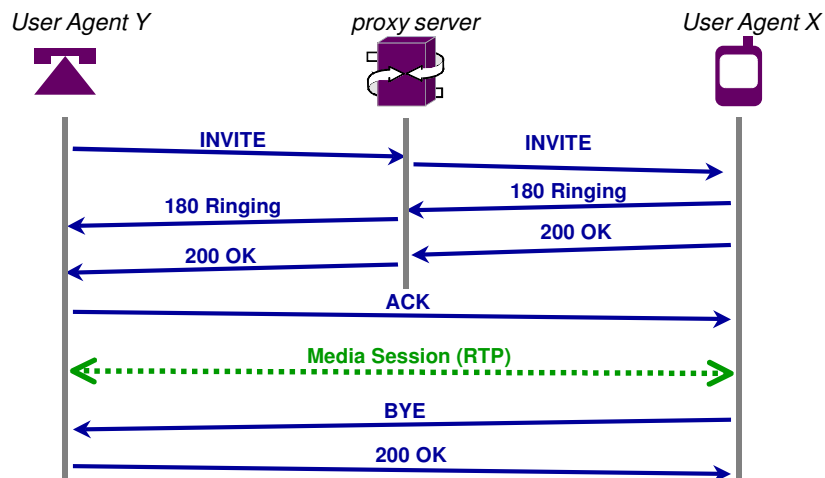 User Agent Y
proxy server
User Agent X
INVITE
INVITE
180 Ringing
180 Ringing
200 OK
200 OK
ACK
Media Session (RTP)
BYE
200 OK